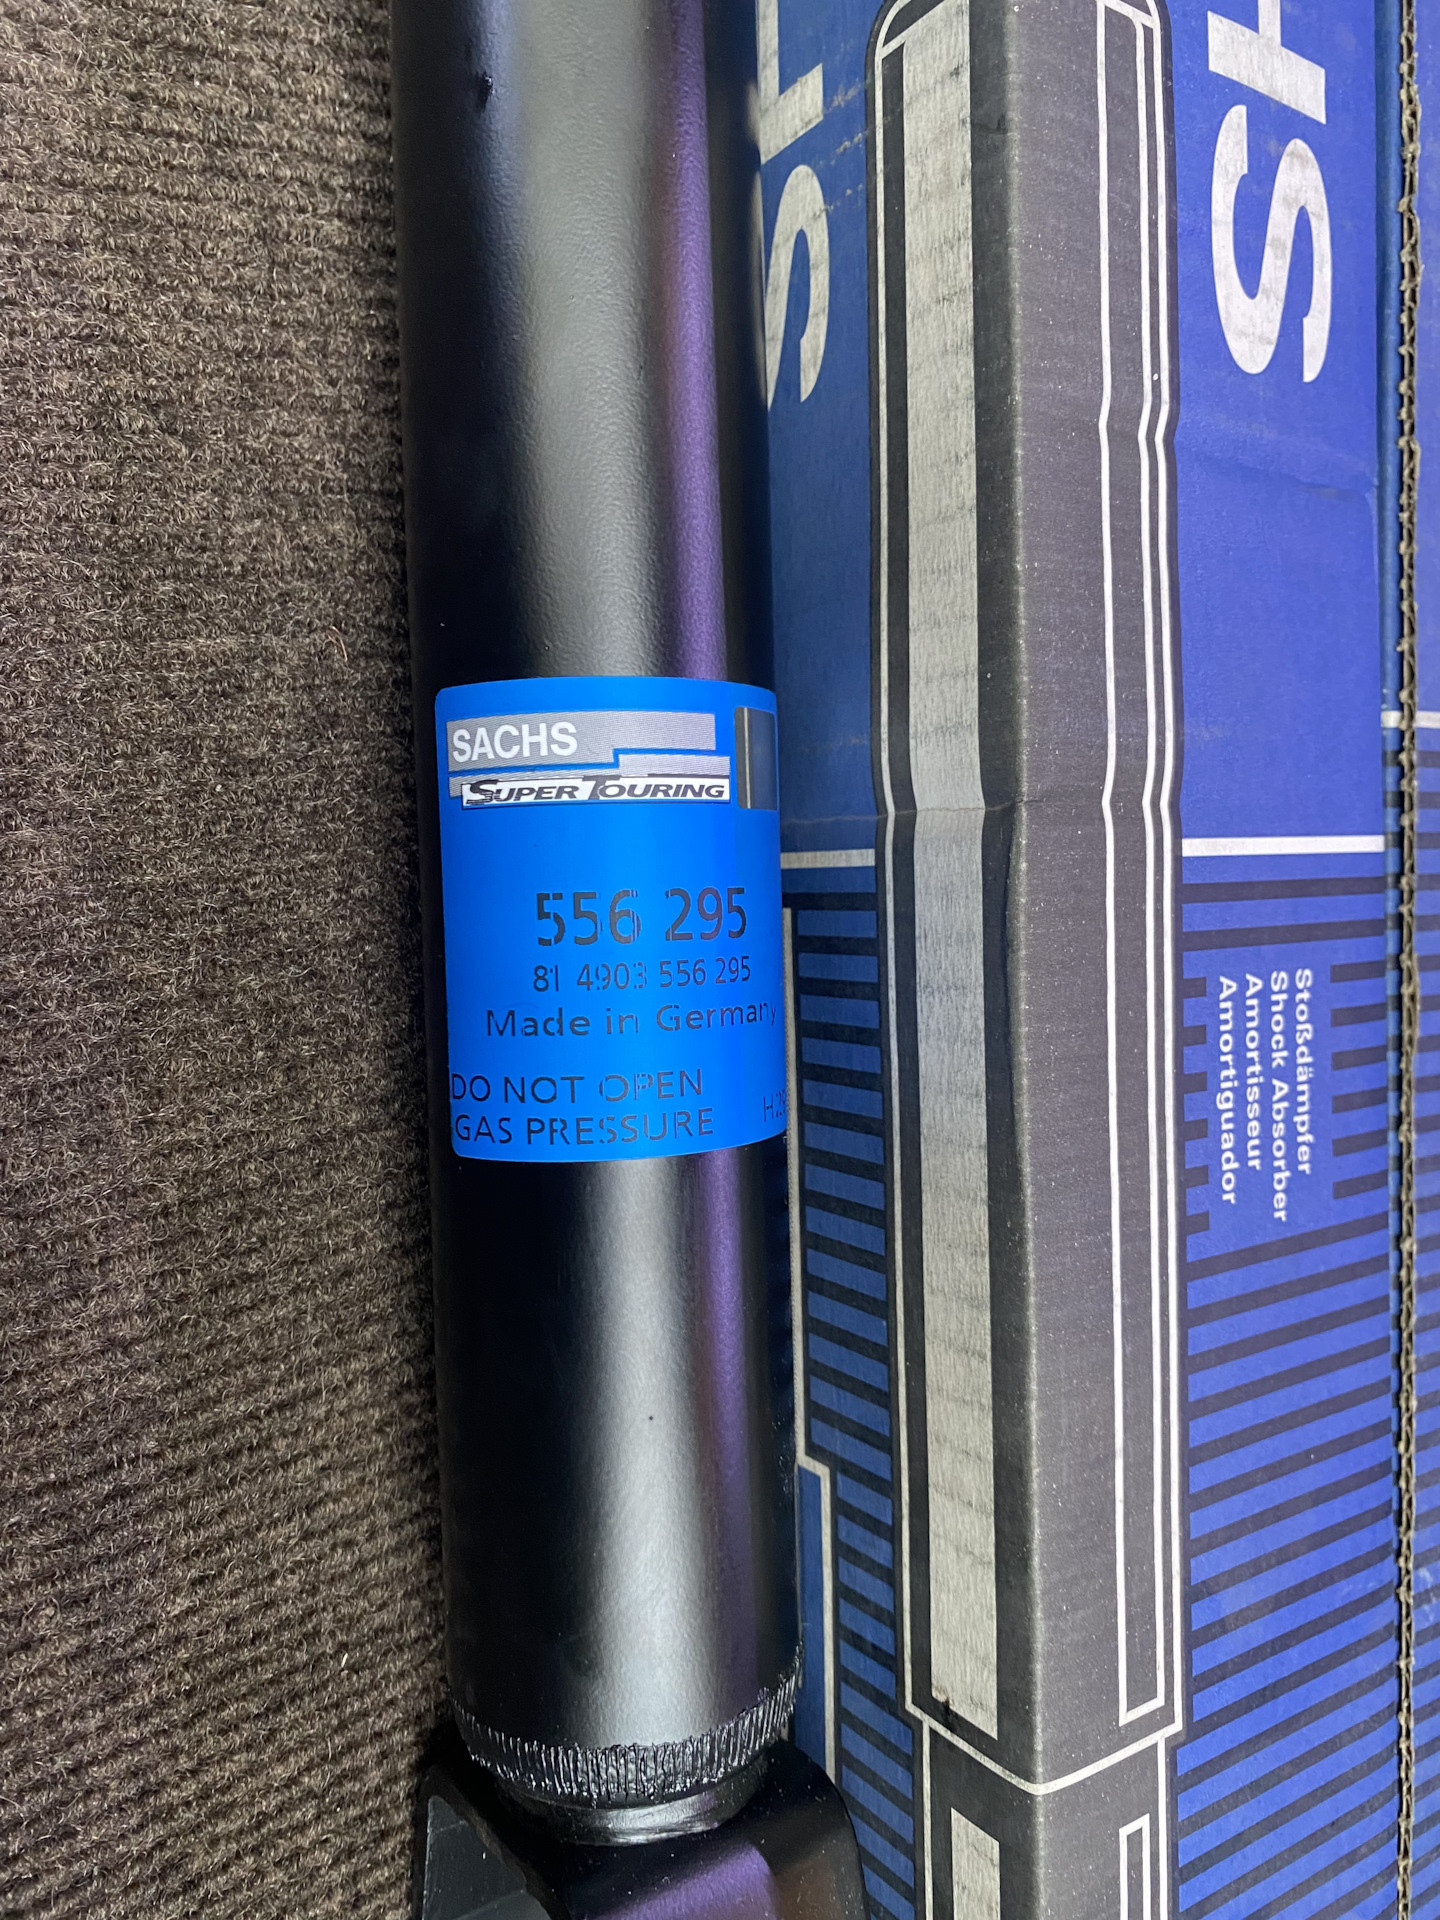 SACHS
SUPER TOURING
556 295
81 4903 556 295
Made in Germany
DO NOT OPEN
GAS PRESSURE
Stoßdämpfer
Shock Absorber
Amortisseur
Amortiguador